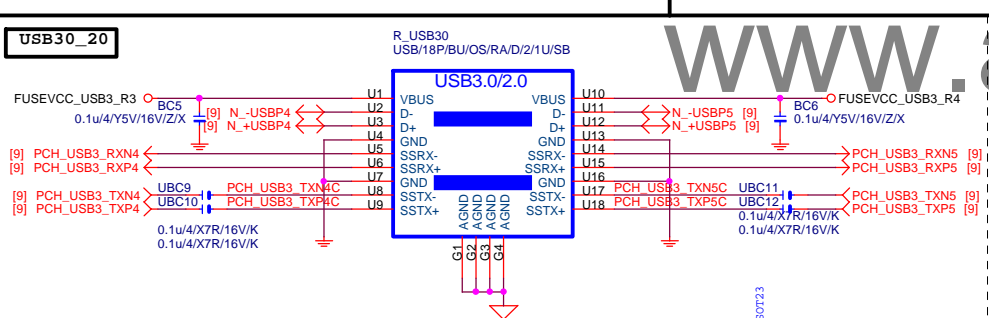 USB30_20
R_USB30
USB/18P/BU/OS/RA/D/2/1U/SB
www.a
USB3.0/2.0
FUSEVCC_USB3_R3
BC5
0.1u/4/Y5V/16V/Z/X
[9] N_-USBP4
[9] N_+USBP4
[9] PCH_USB3_RXN4
[9] PCH_USB3_RXP4
[9] PCH_USB3_TXN4
[9] PCH_USB3_TXP4
UBC9
UBC10
PCH_USB3_TXN4C
PCH_USB3_TXP4C
0.1u/4/X7R/16V/K
0.1u/4/X7R/16V/K
U1
U2
U3
U4
U5
U6
U7
U8
U9
VBUS
D-
D+
GND
SSRX-
SSRX+
GND
SSTX-
SSTX+
VBUS
D-
D+
GND
SSRX-
SSRX+
GND
SSTX-
SSTX+
U10
U11
U12
U13
U14
U15
U16
U17
U18
AGND
AGND
AGND
AGND
G1
G2
G3
G4
FUSEVCC_USB3_R4
BC6
0.1u/4/Y5V/16V/Z/X
N_-USBP5 [9]
N_+USBP5 [9]
PCH_USB3_RXN5 [9]
PCH_USB3_RXP5 [9]
PCH_USB3_TXN5C
PCH_USB3_TXP5C
UBC11
UBC12
PCH_USB3_TXN5 [9]
PCH_USB3_TXP5 [9]
0.1u/4/X7R/16V/K
0.1u/4/X7R/16V/K
SOT23